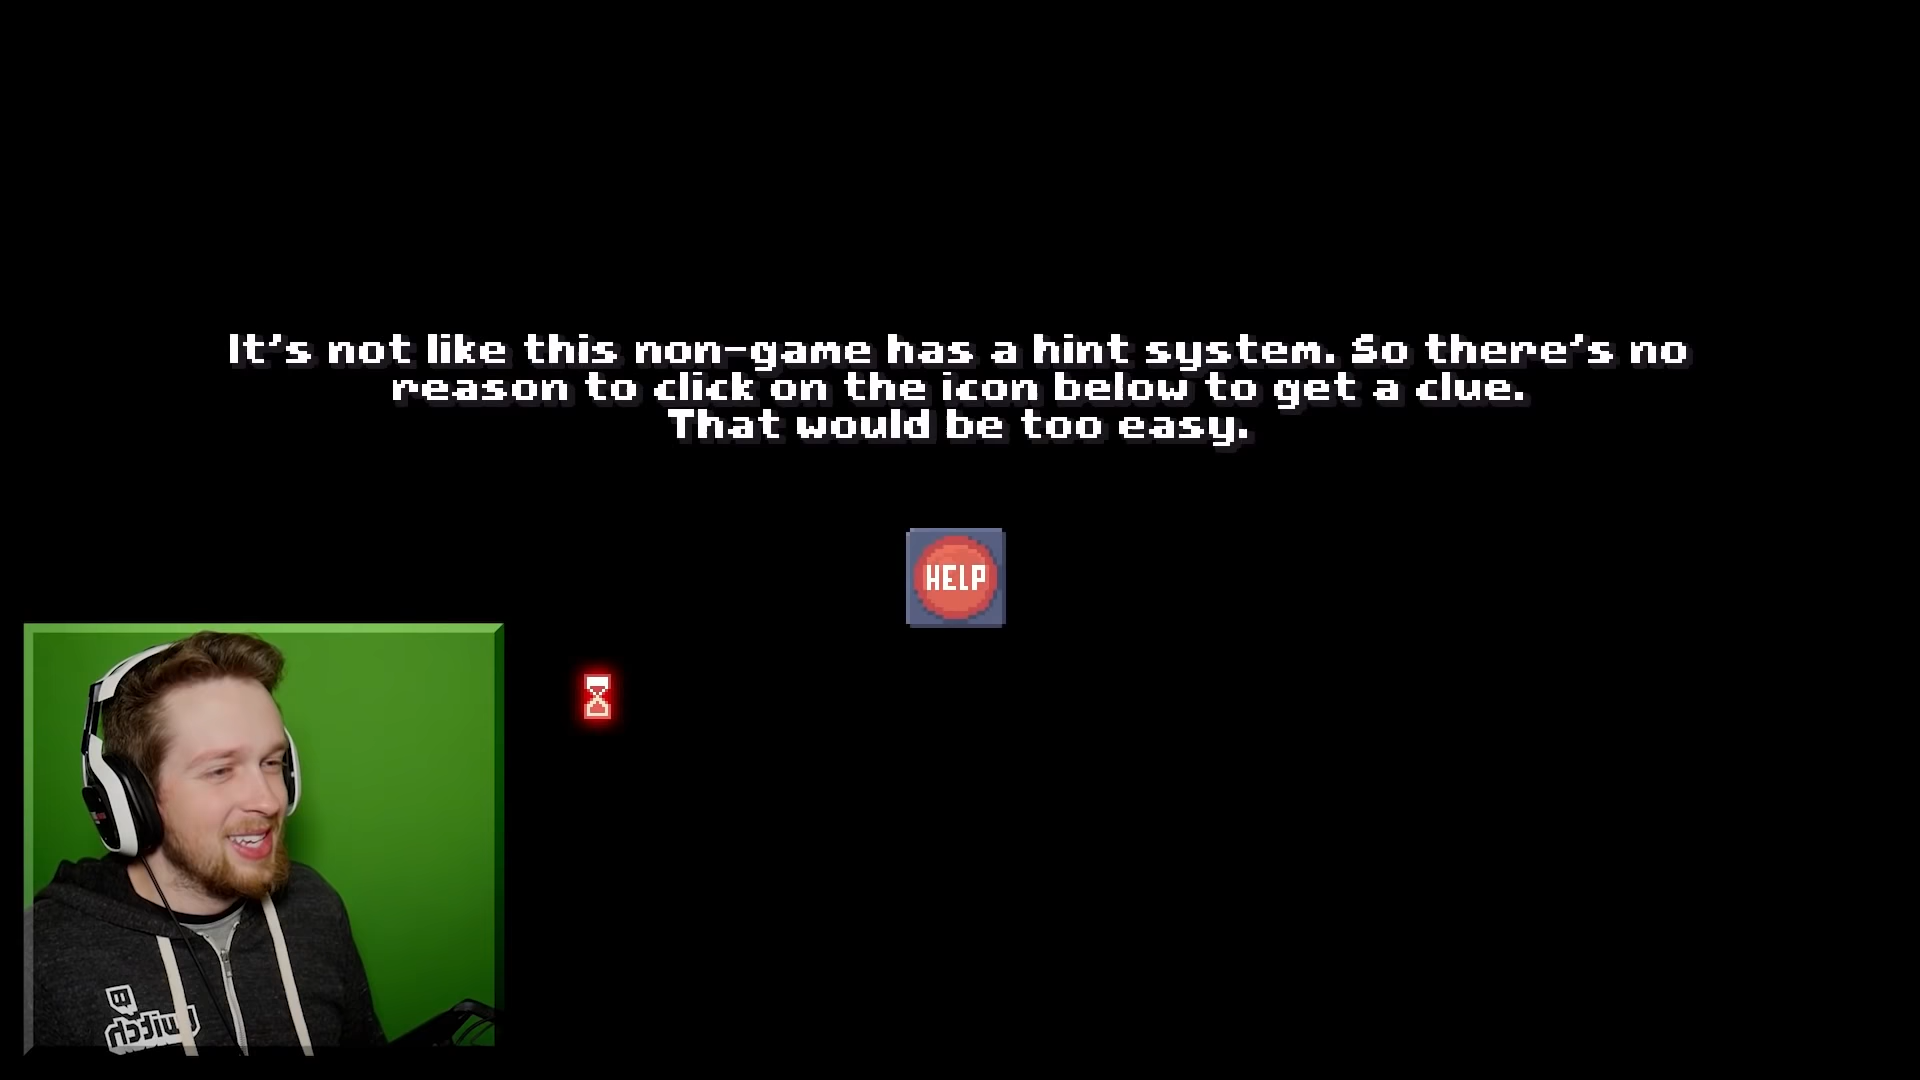 It's not like this non-game has a hint system. So there's no
reason to click on the icon below to get a clue.
That would be too easy.
HELP
twitch